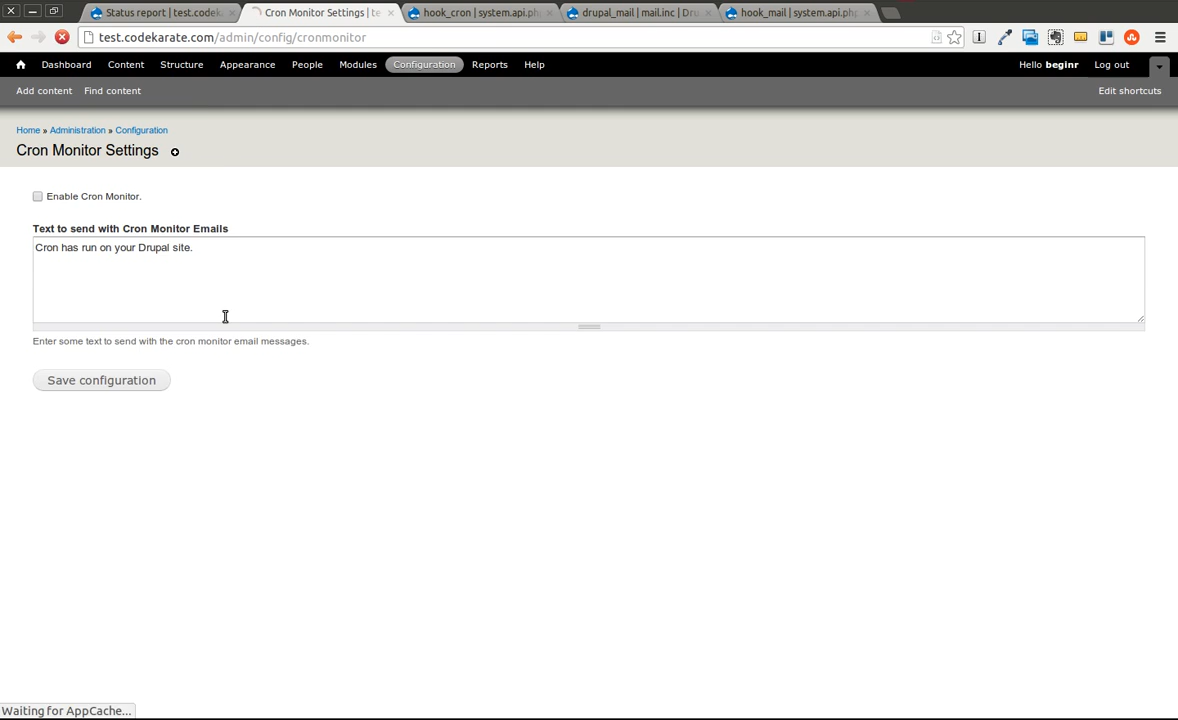 Status report | test.codek
Cron Monitor Settings | te
hook_cron | system.api.ph
drupal_mail | mail.inc | Dru
hook_mail | system.api.php
test.codekarate.com/admin/config/cronmonitor
Dashboard Content Structure Appearance People Modules Configuration Reports Help Hello beginr Log out
Add content Find content Edit shortcuts
Home » Administration » Configuration
Cron Monitor Settings
Enable Cron Monitor.
Text to send with Cron Monitor Emails
Cron has run on your Drupal site.
Enter some text to send with the cron monitor email messages.
Save configuration
Waiting for AppCache...